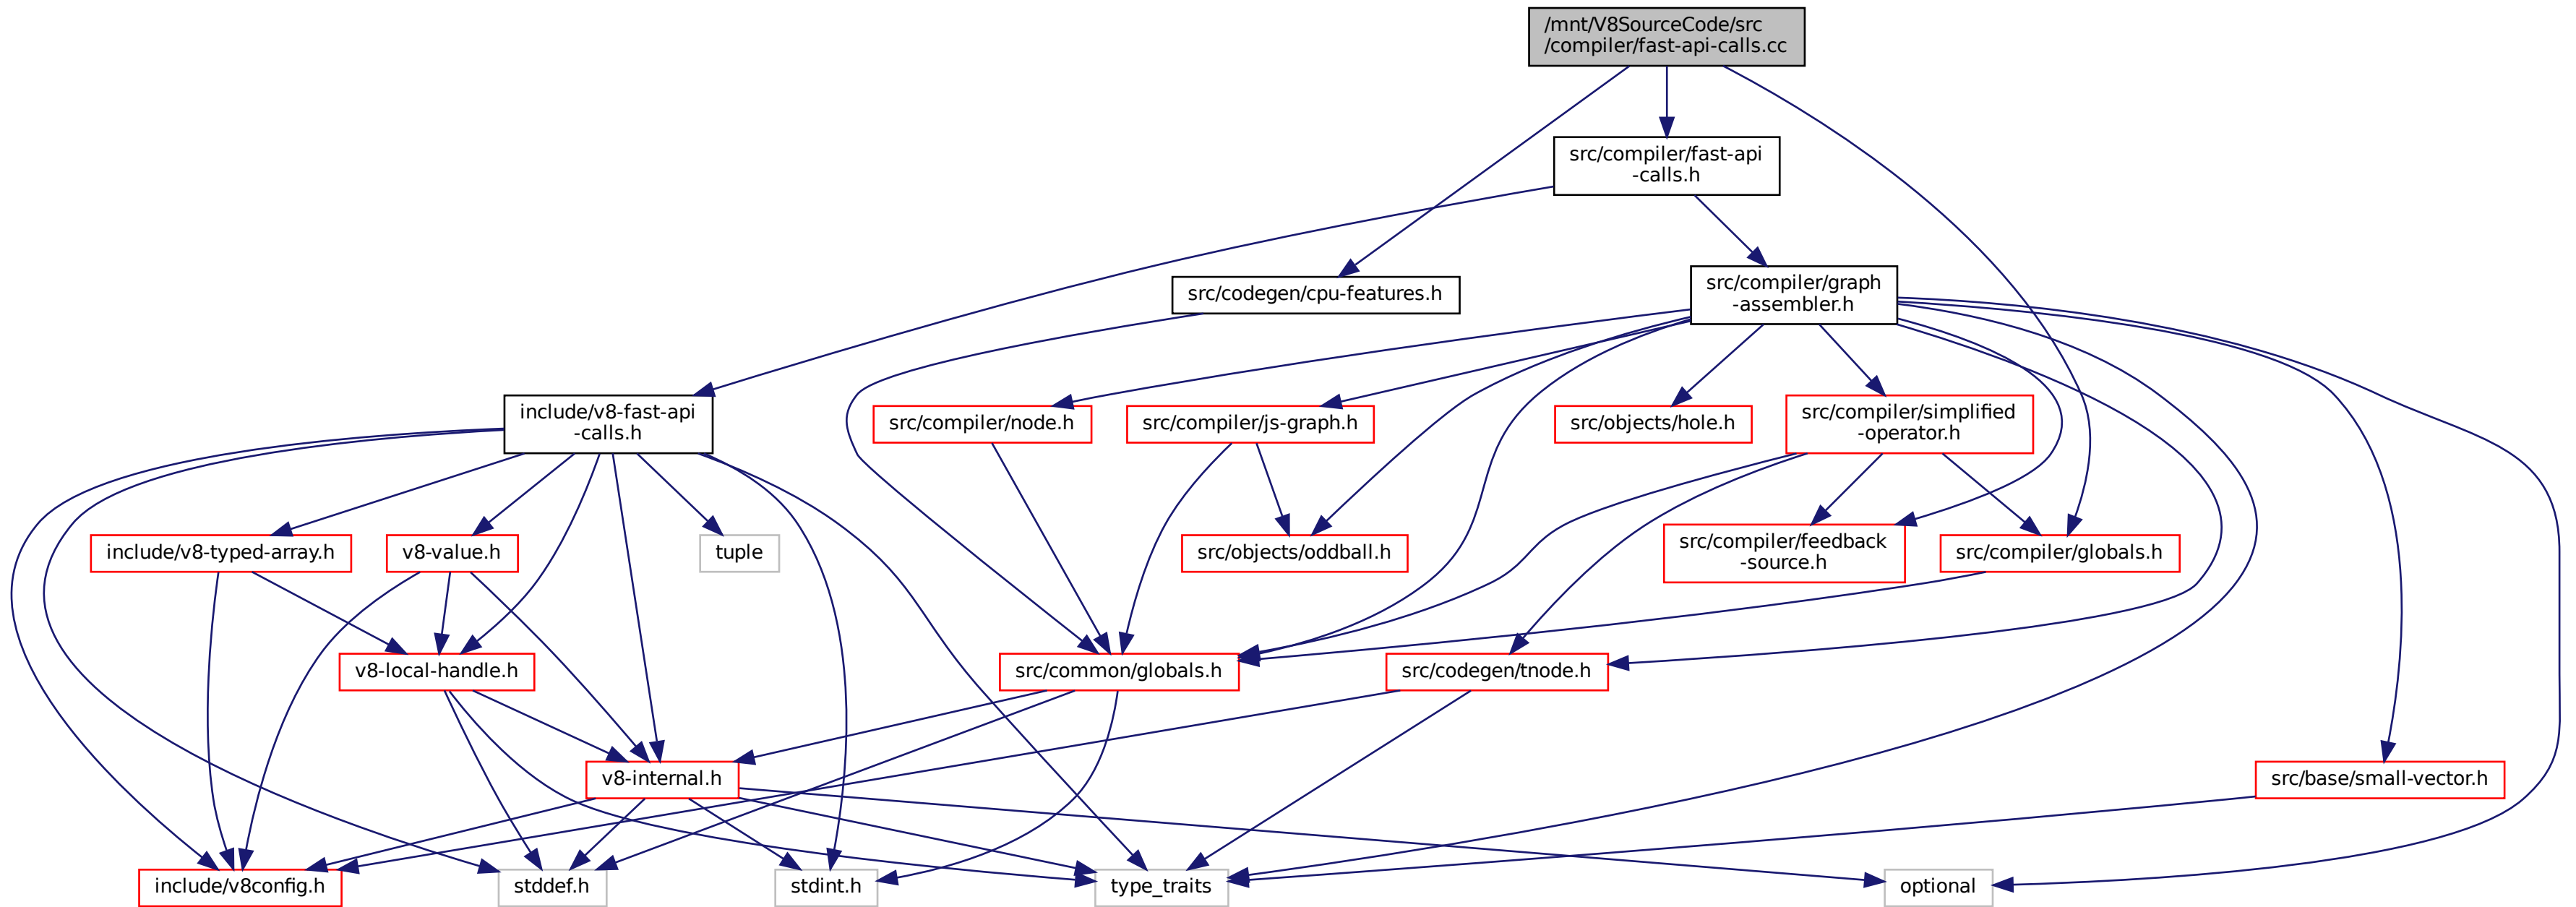 /mnt/V8SourceCode/src
/compiler/fast-api-calls.cc
src/compiler/fast-api
-calls.h
src/codegen/cpu-features.h
src/compiler/graph
-assembler.h
include/v8-fast-api
-calls.h
src/compiler/node.h
src/compiler/js-graph.h
src/objects/hole.h
src/compiler/simplified
-operator.h
include/v8-typed-array.h
v8-value.h
tuple
src/objects/oddball.h
src/compiler/feedback
-source.h
src/compiler/globals.h
v8-local-handle.h
src/common/globals.h
src/codegen/tnode.h
v8-internal.h
src/base/small-vector.h
include/v8config.h
stddef.h
stdint.h
type_traits
optional